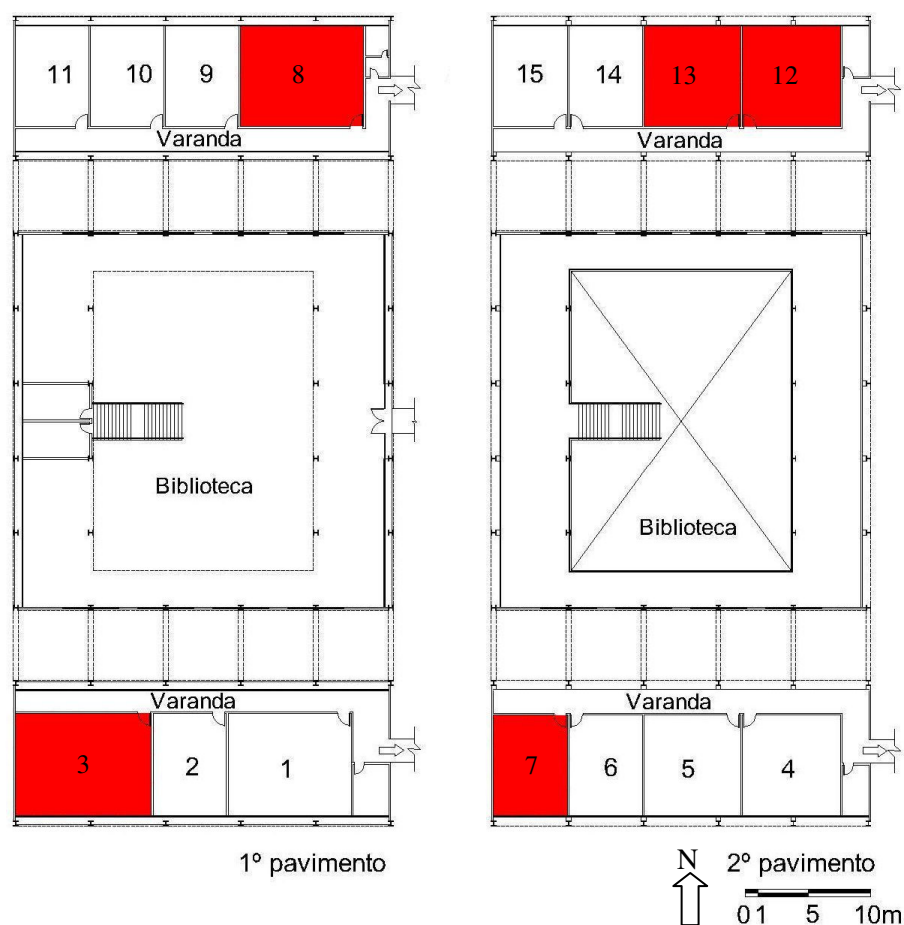 11 10 9 8
Varanda
Biblioteca
Varanda
3 2 1
1º pavimento
15 14 13 12
Varanda
Biblioteca
Varanda
7 6 5 4
N 2º pavimento
0 1 5 10m